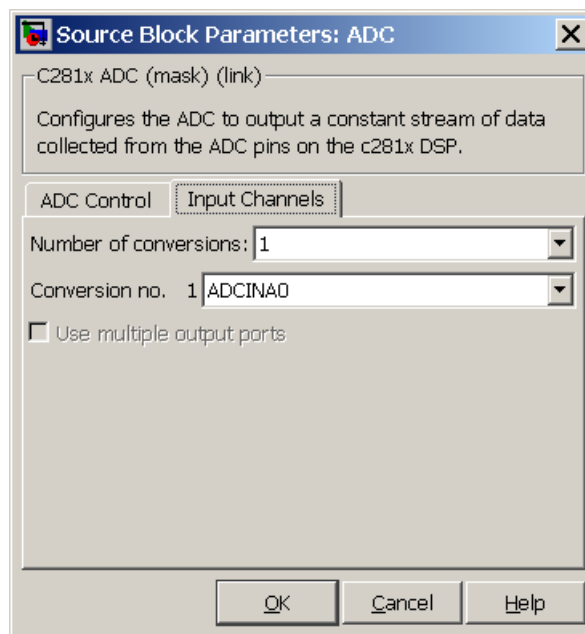 Source Block Parameters: ADC
C281x ADC (mask) (link)
Configures the ADC to output a constant stream of data
collected from the ADC pins on the c281x DSP.
ADC Control Input Channels
Number of conversions: 1
Conversion no. 1 ADCINA0
Use multiple output ports
OK Cancel Help